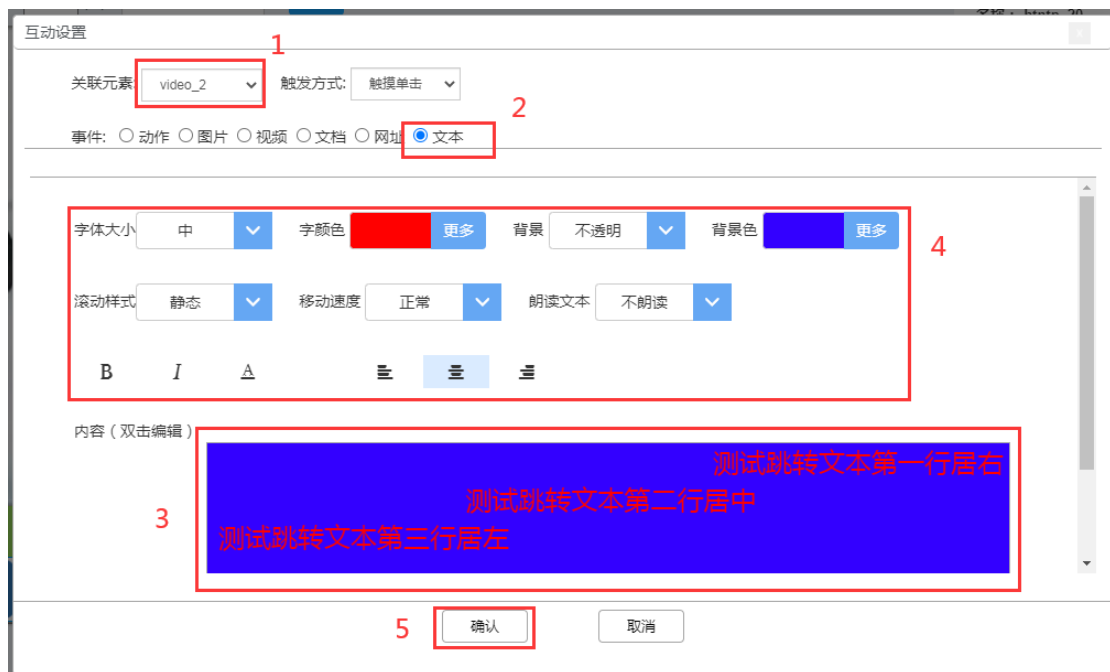 互动设置
1
关联元素: video_2 触发方式: 触摸单击
2
事件: 动作 图片 视频 文档 网址 文本
字体大小 中 字颜色 更多 背景 不透明 背景色 更多
4
滚动样式 静态 移动速度 正常 朗读文本 不朗读
B I A
内容（双击编辑）
测试跳转文本第一行居右
测试跳转文本第二行居中
3
测试跳转文本第三行居左
5 确认 取消